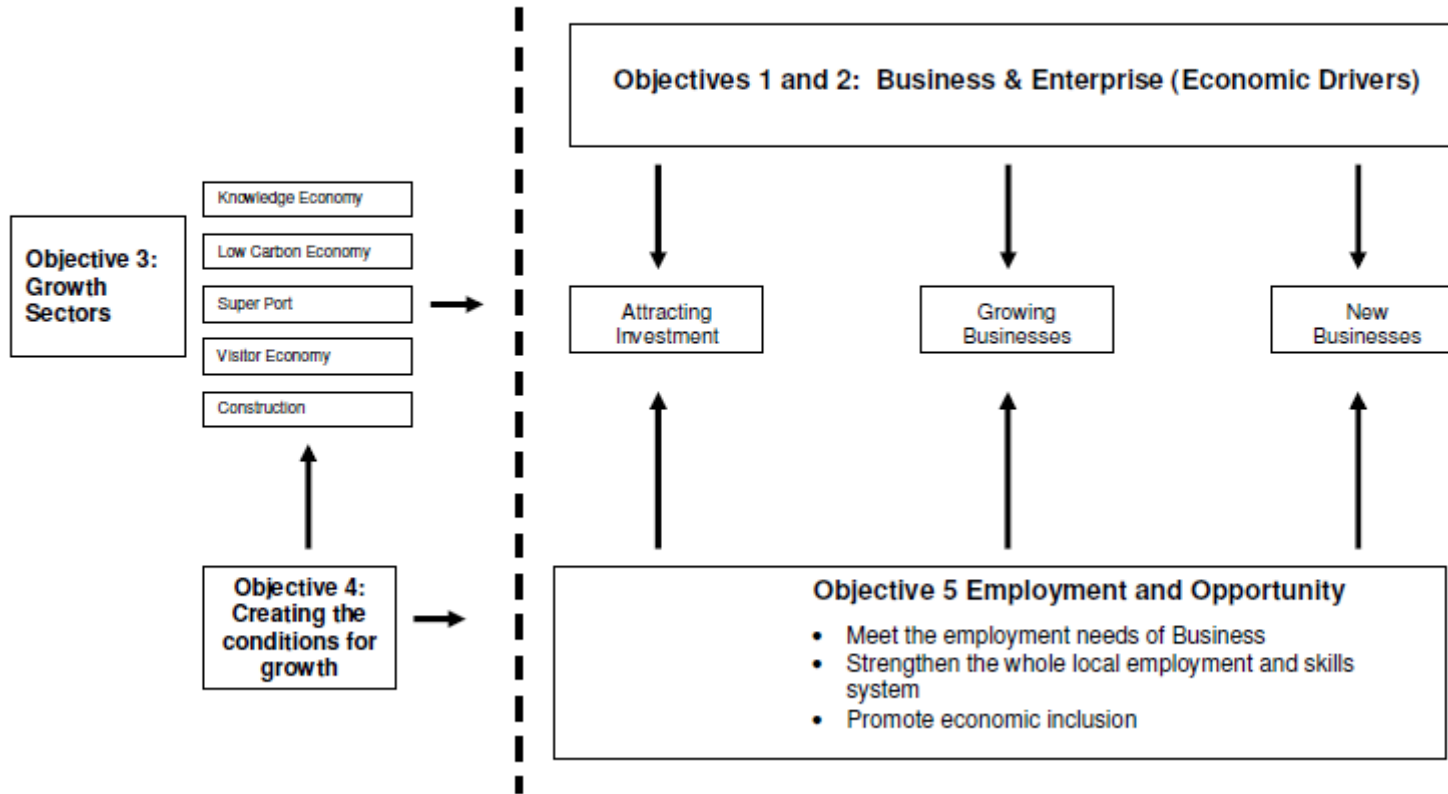 Objectives 1 and 2:  Business & Enterprise (Economic Drivers)
Objective 3:
Growth
Sectors
Knowledge Economy
Low Carbon Economy
Super Port
Visitor Economy
Construction
Attracting
Investment
Growing
Businesses
New
Businesses
Objective 4:
Creating the
conditions for
growth
Objective 5 Employment and Opportunity
• Meet the employment needs of Business
• Strengthen the whole local employment and skills
system
• Promote economic inclusion